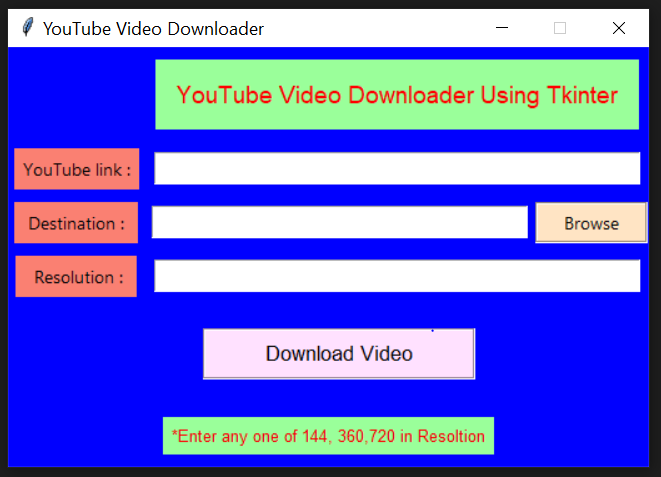 YouTube Video Downloader
YouTube Video Downloader Using Tkinter
YouTube link :
Destination :
Browse
Resolution :
Download Video
*Enter any one of 144, 360,720 in Resoltion